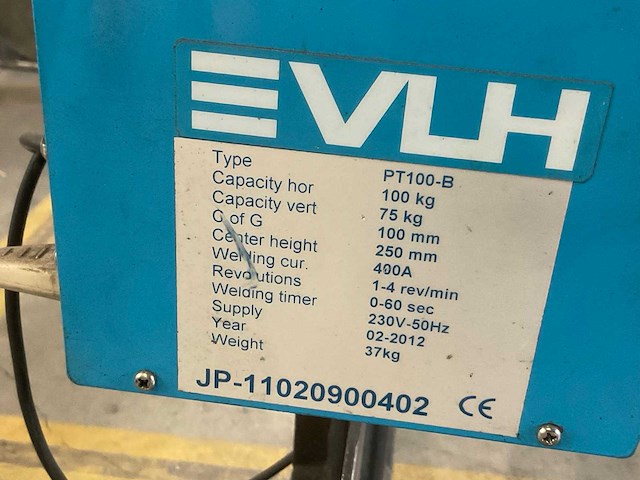 EVLH
Type PT100-B
Capacity hor 100 kg
Capacity vert 75 kg
C of G 100 mm
Center height 250 mm
Welding cur. 400A
Revolutions 1-4 rev/min
Welding timer 0-60 sec
Supply 230V-50Hz
Year 02-2012
Weight 37kg
JP-11020900402 CE